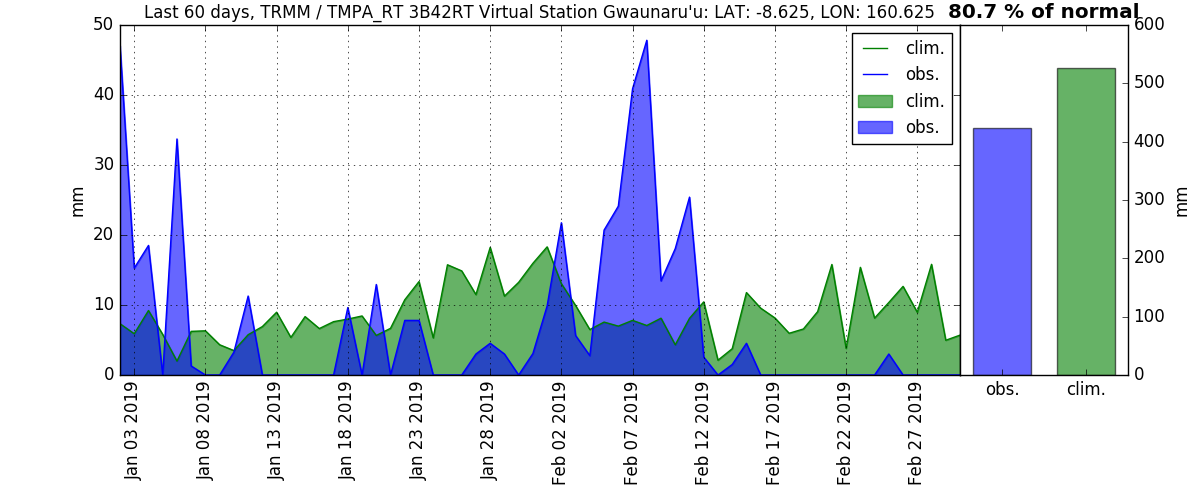 Last 60 days, TRMM / TMPA_RT 3B42RT Virtual Station Gwaunaru'u: LAT: -8.625, LON: 160.625 80.7 % of normal
50
40
30
20
10
0
mm
clim.
obs.
clim.
obs.
600
500
400
300
200
100
0
mm
obs.
clim.
Jan 03 2019
Jan 08 2019
Jan 13 2019
Jan 18 2019
Jan 23 2019
Jan 28 2019
Feb 02 2019
Feb 07 2019
Feb 12 2019
Feb 17 2019
Feb 22 2019
Feb 27 2019